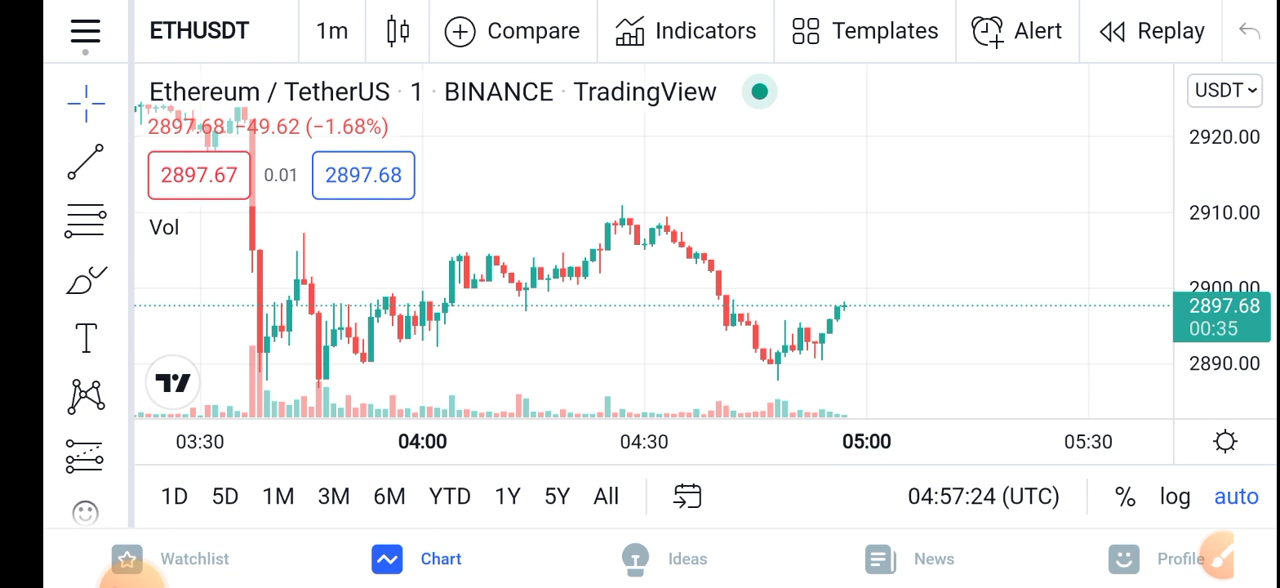 ETHUSDT 1m Compare Indicators Templates Alert Replay
Ethereum / TetherUS · 1 · BINANCE · TradingView
USDT
2897.68 −49.62 (−1.68%)
2920.00
2897.67 0.01 2897.68
2910.00
Vol
2900.00
2897.68
00:35
2890.00
03:30 04:00 04:30 05:00 05:30
1D 5D 1M 3M 6M YTD 1Y 5Y All 04:57:24 (UTC) % log auto
Watchlist Chart Ideas News Profile